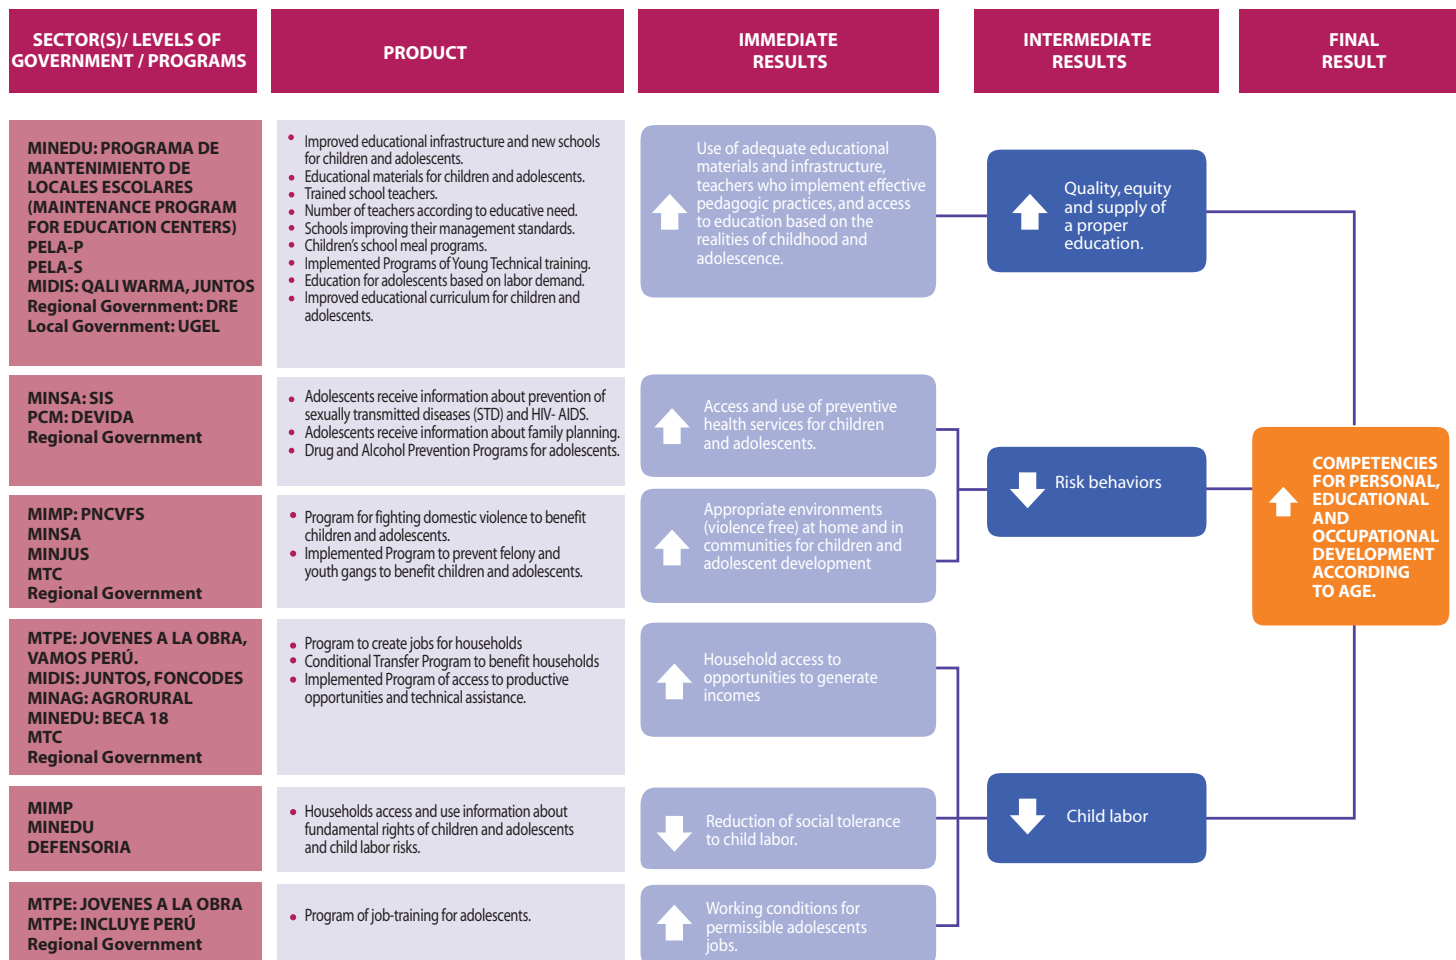 SECTOR(S)/ LEVELS OF
GOVERNMENT / PROGRAMS
PRODUCT
IMMEDIATE
RESULTS
INTERMEDIATE
RESULTS
FINAL
RESULT
MINEDU: PROGRAMA DE
MANTENIMIENTO DE
LOCALES ESCOLARES
(MAINTENANCE PROGRAM
FOR EDUCATION CENTERS)
PELA-P
PELA-S
MIDIS: QALI WARMA, JUNTOS
Regional Government: DRE
Local Government: UGEL
• Improved educational infrastructure and new schools
for children and adolescents.
• Educational materials for children and adolescents.
• Trained school teachers.
• Number of teachers according to educative need.
• Schools improving their management standards.
• Children's school meal programs.
• Implemented Programs of Young Technical training.
• Education for adolescents based on labor demand.
• Improved educational curriculum for children and
adolescents.
Use of adequate educational
materials and infrastructure,
teachers who implement effective
pedagogic practices, and access
to education based on the
realities of childhood and
adolescence.
Quality, equity
and supply of
a proper
education.
MINSA: SIS
PCM: DEVIDA
Regional Government
• Adolescents receive information about prevention of
sexually transmitted diseases (STD) and HIV- AIDS.
• Adolescents receive information about family planning.
• Drug and Alcohol Prevention Programs for adolescents.
Access and use of preventive
health services for children
and adolescents.
Risk behaviors
COMPETENCIES
FOR PERSONAL,
EDUCATIONAL
AND
OCCUPATIONAL
DEVELOPMENT
ACCORDING
TO AGE.
MIMP: PNCVFS
MINSA
MINJUS
MTC
Regional Government
• Program for fighting domestic violence to benefit
children and adolescents.
• Implemented Program to prevent felony and
youth gangs to benefit children and adolescents.
Appropriate environments
(violence free) at home and in
communities for children and
adolescent development
MTPE: JOVENES A LA OBRA,
VAMOS PERÚ.
MIDIS: JUNTOS, FONCODES
MINAG: AGRORURAL
MINEDU: BECA 18
MTC
Regional Government
• Program to create jobs for households
• Conditional Transfer Program to benefit households
• Implemented Program of access to productive
opportunities and technical assistance.
Household access to
opportunities to generate
incomes
MIMP
MINEDU
DEFENSORIA
• Households access and use information about
fundamental rights of children and adolescents
and child labor risks.
Reduction of social tolerance
to child labor.
Child labor
MTPE: JOVENES A LA OBRA
MTPE: INCLUYE PERÚ
Regional Government
• Program of job-training for adolescents.
Working conditions for
permissible adolescents
jobs.